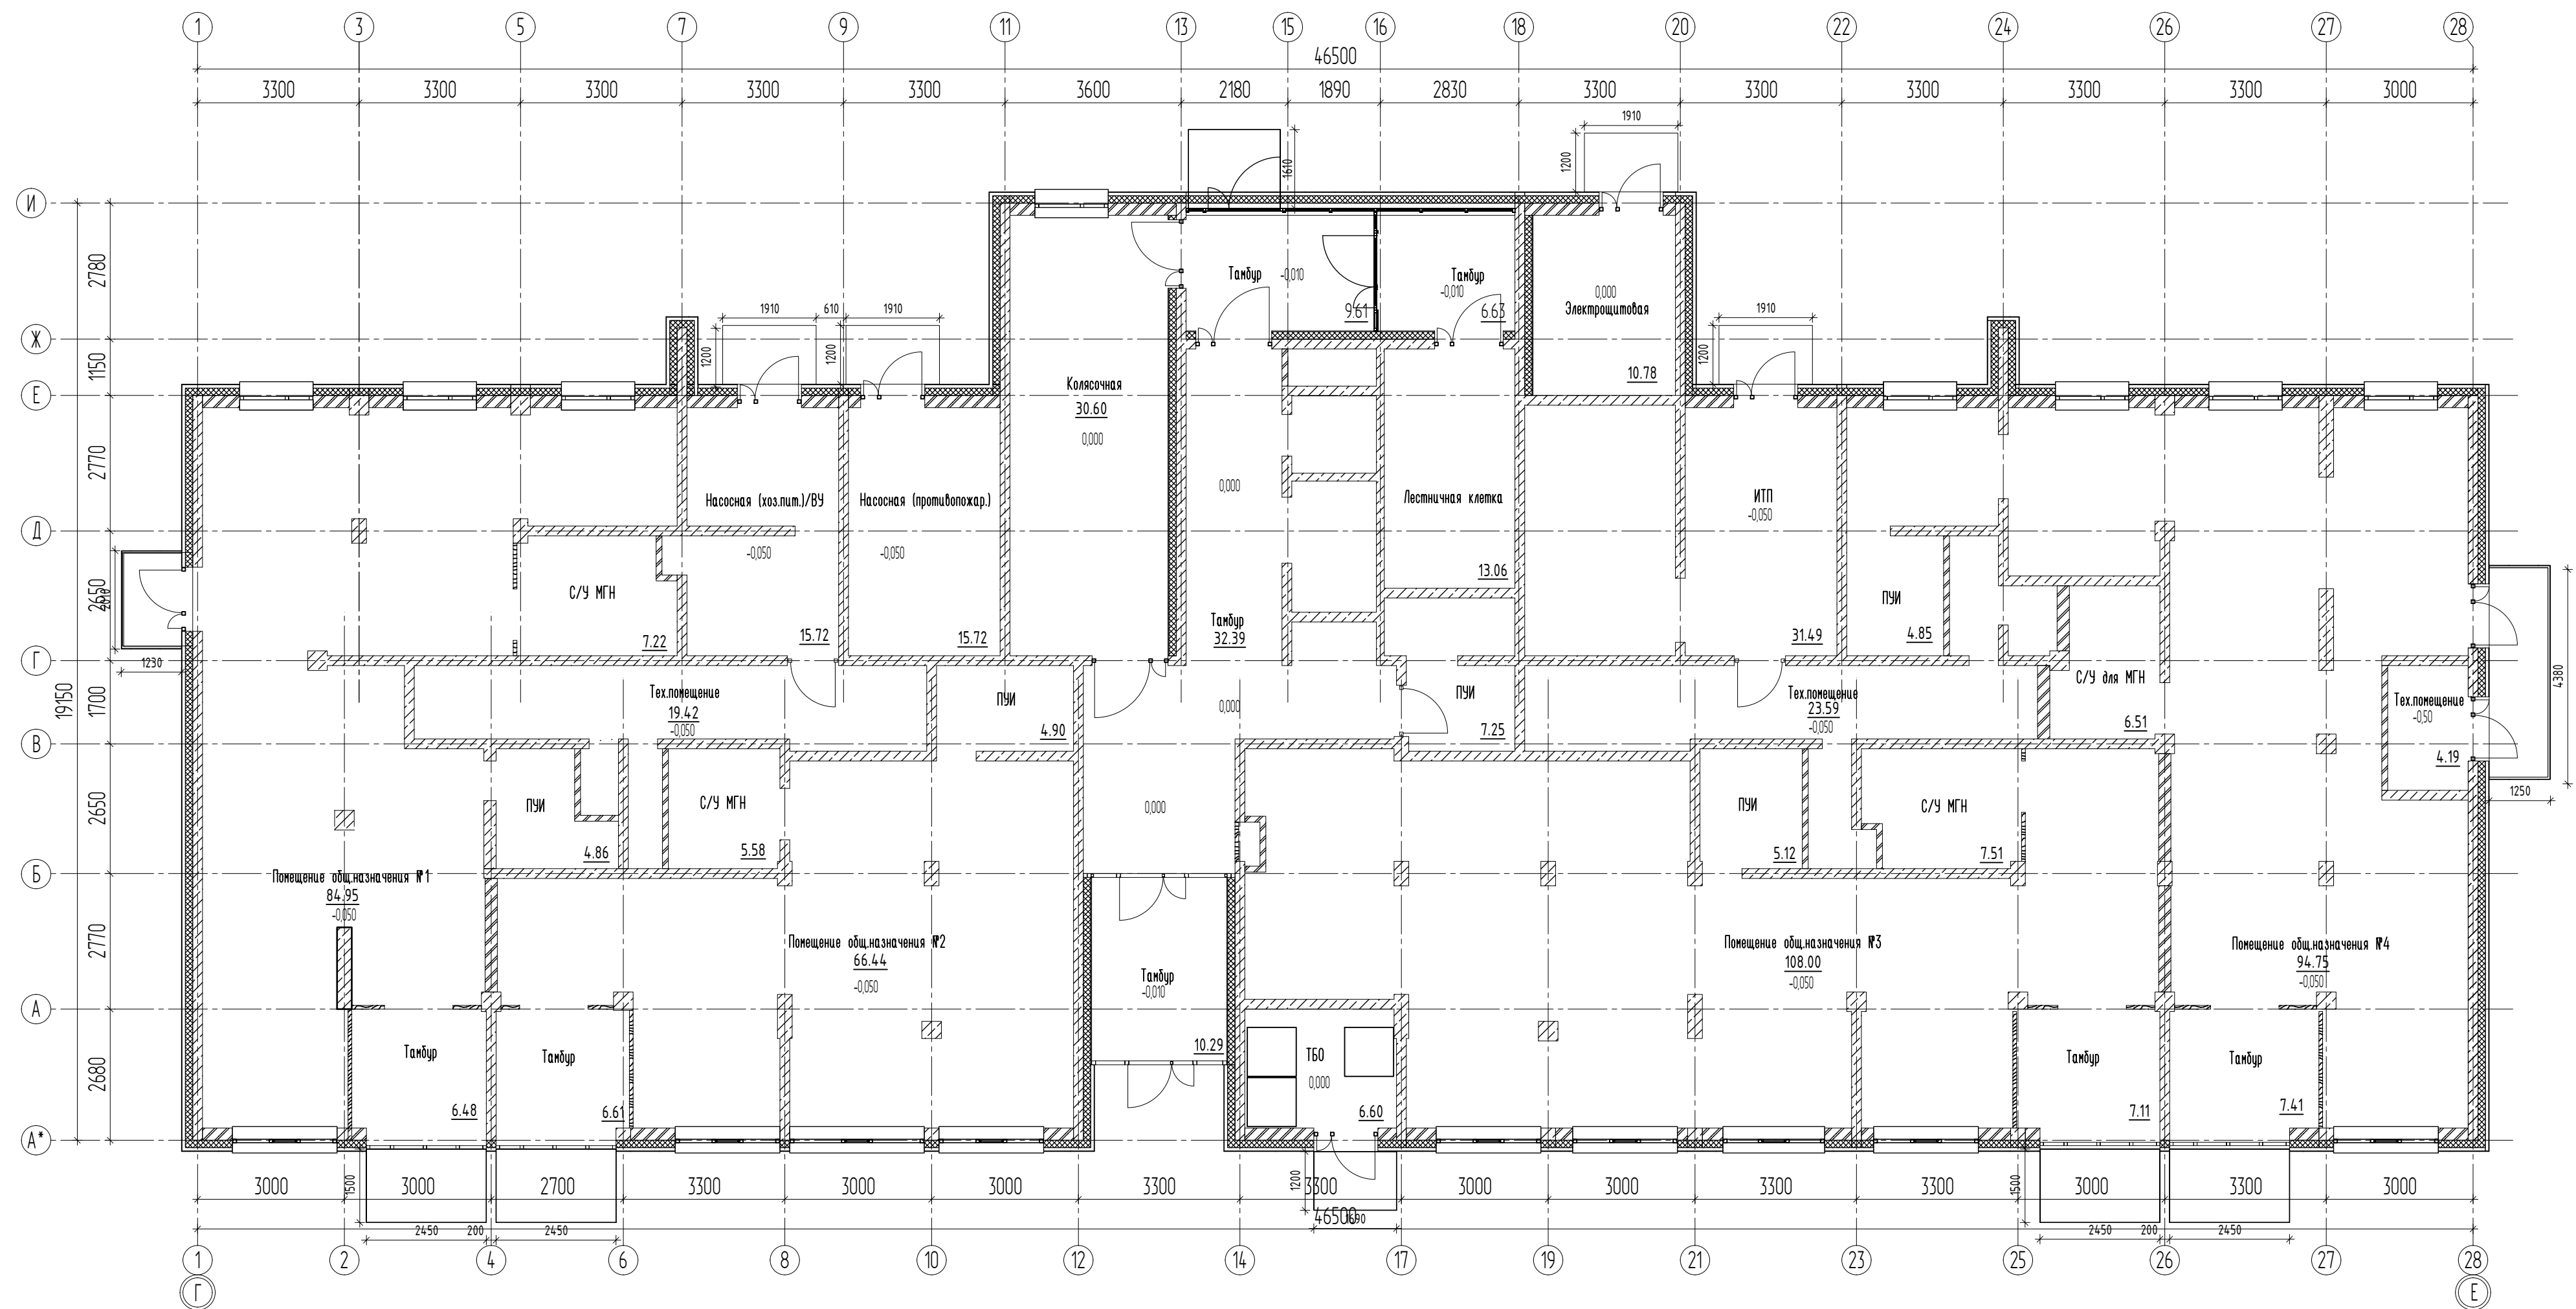 1 3 5 7 9 11 13 15 16 18 20 22 24 26 27 28
46500
3300 3300 3300 3300 3300 3600 2180 1890 2830 3300 3300 3300 3300 3300 3000
1910
1200
1610
И
2780
Тамбур -0,010
Тамбур
-0,010
0,000
Электрощитовая
9.61
6.63
1910 610 1910
1910
Ж
1200
1200
1200
1150
10.78
Е
Колясочная
30.60
0,000
2770
0,000
Насосная (хоз.пит.)/ВУ
Насосная (противопожар.)
Лестничная клетка
ИТП
-0,050
Д
-0,050
-0,050
13.06
2650
2010
С/У МГН
ПУИ
Тамбур
32.39
7.22
15.72
15.72
31.49
4.85
Г
1230
19150
1700
Тех.помещение
19.42
-0,050
ПУИ
4.90
0,000
ПУИ
7.25
Тех.помещение
23.59
-0,050
С/У для МГН
6.51
Тех.помещение
-0,50
4.19
4380
В
1250
2650
ПУИ
4.86
С/У МГН
5.58
0,000
ПУИ
5.12
С/У МГН
7.51
Б
Помещение общ.назначения №1
84.95
-0,050
2770
Помещение общ.назначения №2
66.44
-0,050
Тамбур
-0,010
Помещение общ.назначения №3
108.00
-0,050
Помещение общ.назначения №4
94.75
-0,050
А
2680
Тамбур
6.48
Тамбур
6.61
10.29
ТБО
0,000
6.60
Тамбур
7.11
Тамбур
7.41
А*
1500
1200
1500
3000 3000 2700 3300 3000 3000 3300 3300 3000 3000 3300 3300 3000 3300 3000
2450 200 2450
46500
1690
2450 200 2450
1 2 4 6 8 10 12 14 17 19 21 23 25 26 27 28
Г Е